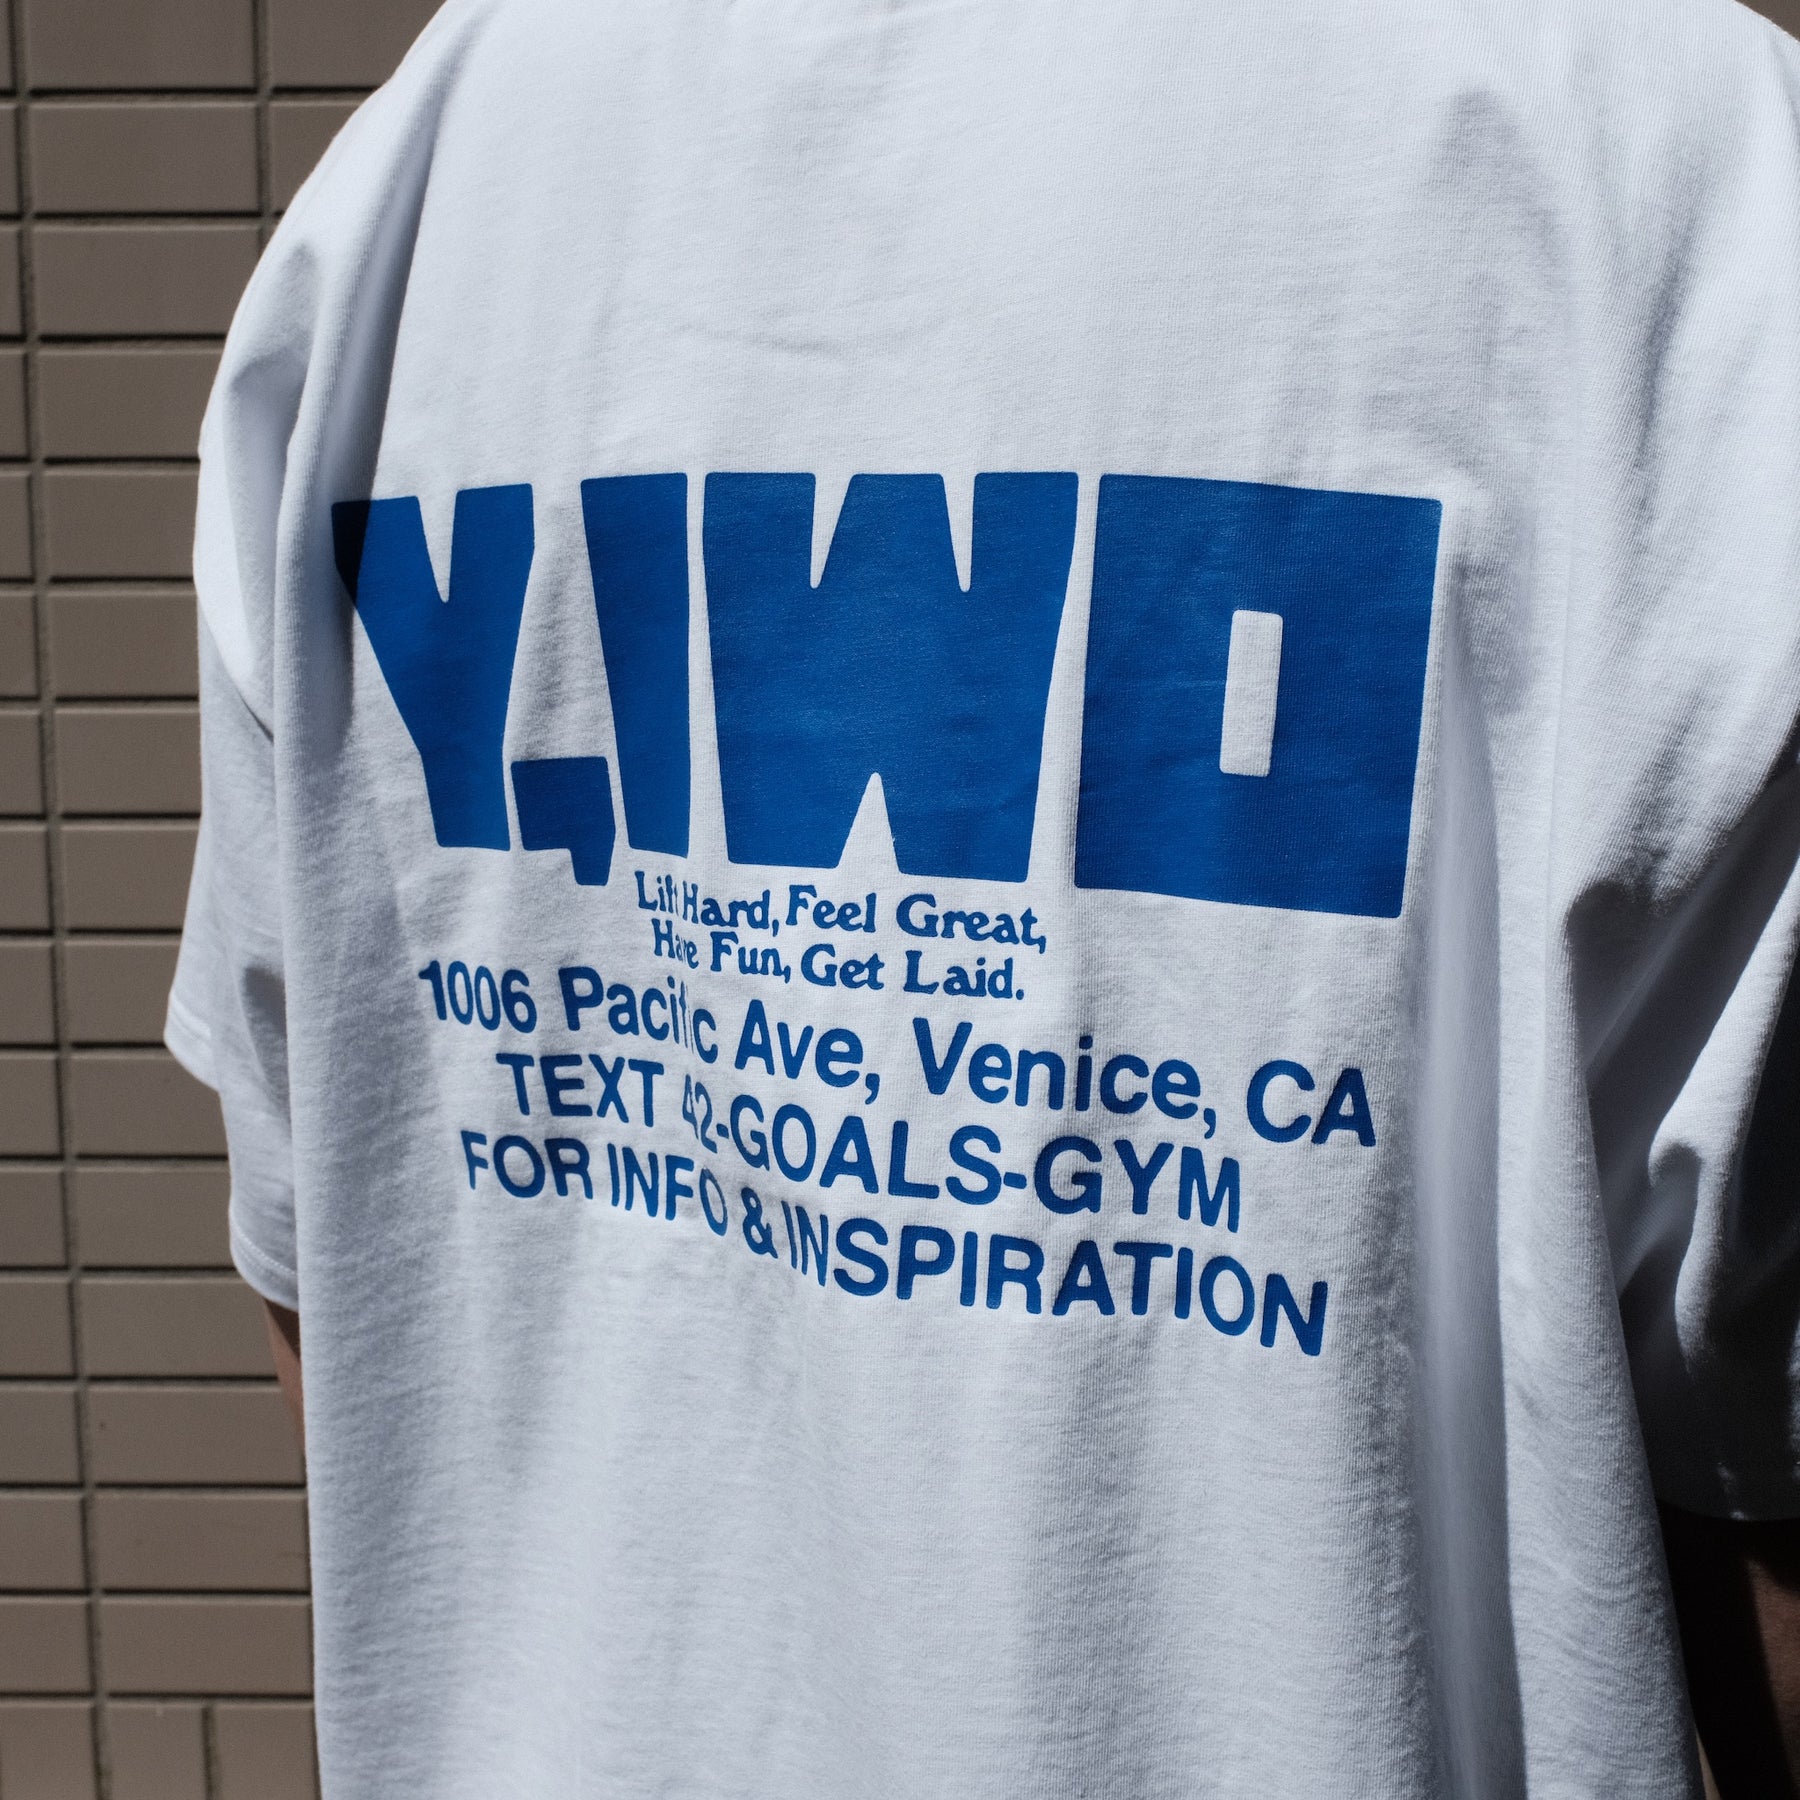 Y,IWO
Lift Hard, Feel Great,
Have Fun, Get Laid.
1006 Pacific Ave, Venice, CA
TEXT 42-GOALS-GYM
FOR INFO & INSPIRATION